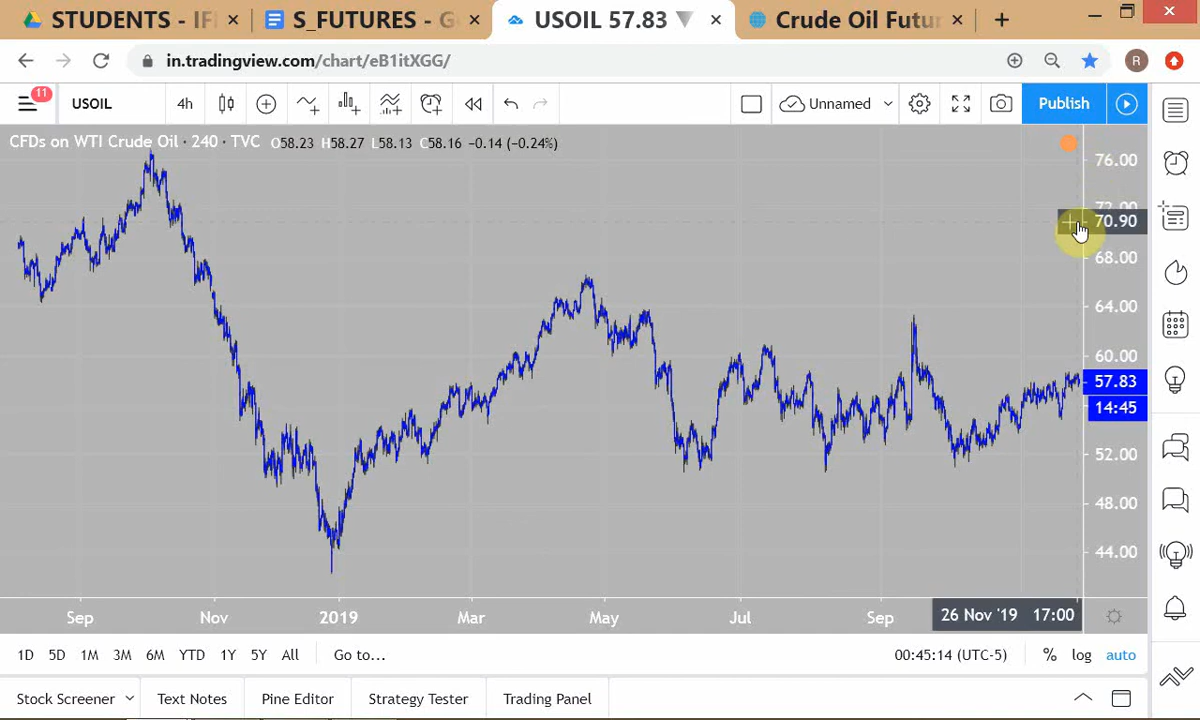 STUDENTS - IF
S_FUTURES - G
USOIL 57.83
Crude Oil Futur
in.tradingview.com/chart/eB1itXGG/
R
11
USOIL
4h
Unnamed
Publish
CFDs on WTI Crude Oil · 240 · TVC O58.23 H58.27 L58.13 C58.16 −0.14 (−0.24%)
76.00
72.00
70.90
68.00
64.00
60.00
57.83
14:45
52.00
48.00
44.00
Sep Nov 2019 Mar May Jul Sep 26 Nov '19 17:00
1D 5D 1M 3M 6M YTD 1Y 5Y All Go to... 00:45:14 (UTC-5) % log auto
Stock Screener Text Notes Pine Editor Strategy Tester Trading Panel